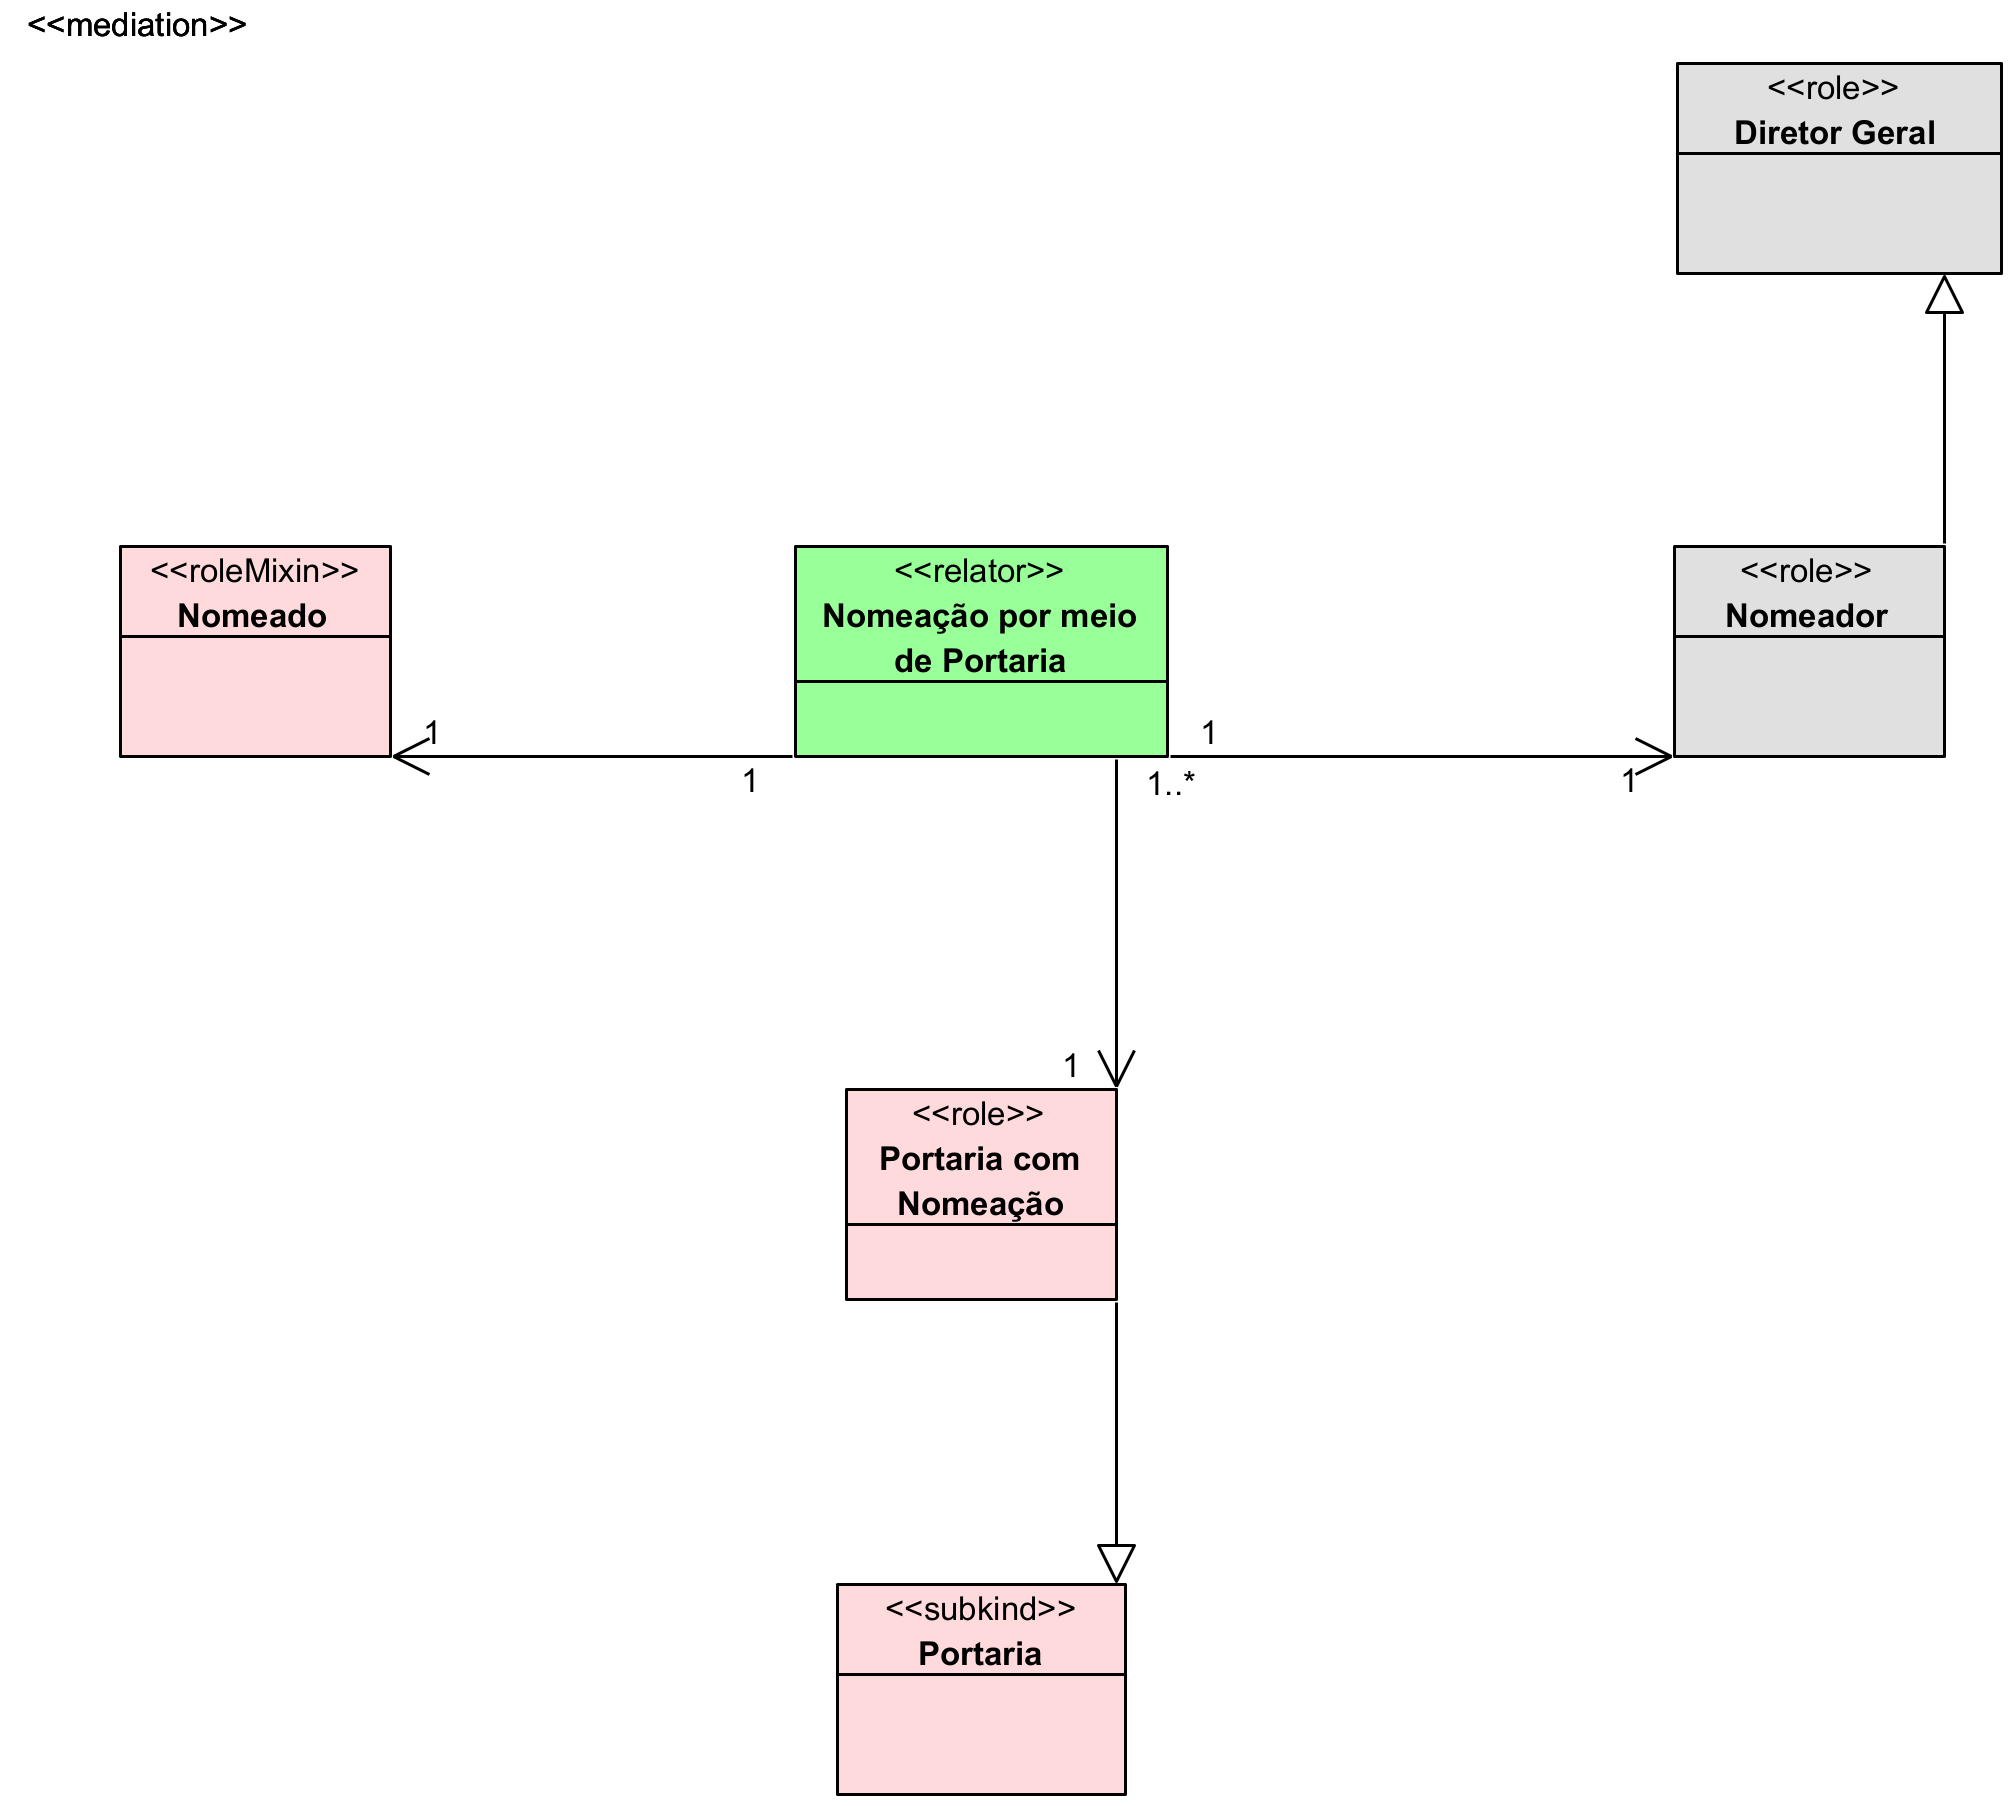 <<mediation>>
<<role>>
Diretor Geral
<<roleMixin>>
Nomeado
<<relator>>
Nomeação por meio
de Portaria
<<role>>
Nomeador
1
1
1
1
1..*
1
<<role>>
Portaria com
Nomeação
<<subkind>>
Portaria